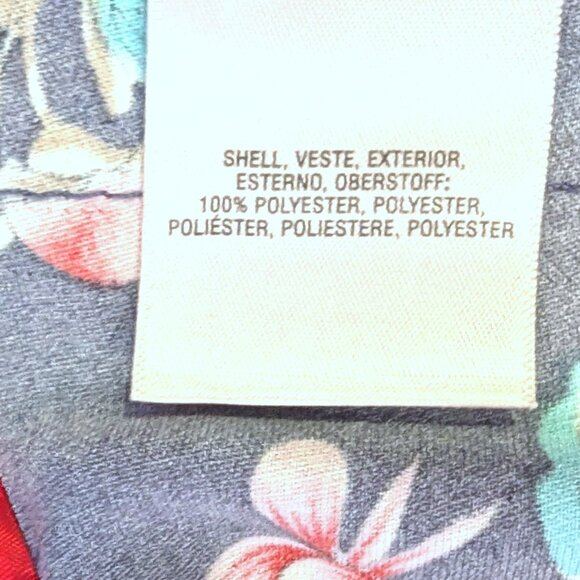 SHELL, VESTE, EXTERIOR,
ESTERNO, OBERSTOFF:
100% POLYESTER, POLYESTER,
POLIÉSTER, POLIESTERE, POLYESTER